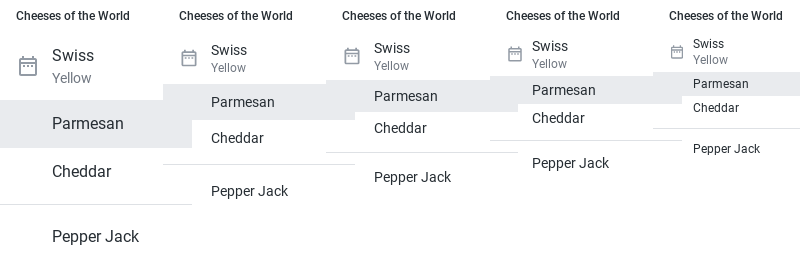 Cheeses of the World
Swiss
Yellow
Parmesan
Cheddar
Pepper Jack
Cheeses of the World
Swiss
Yellow
Parmesan
Cheddar
Pepper Jack
Cheeses of the World
Swiss
Yellow
Parmesan
Cheddar
Pepper Jack
Cheeses of the World
Swiss
Yellow
Parmesan
Cheddar
Pepper Jack
Cheeses of the World
Swiss
Yellow
Parmesan
Cheddar
Pepper Jack